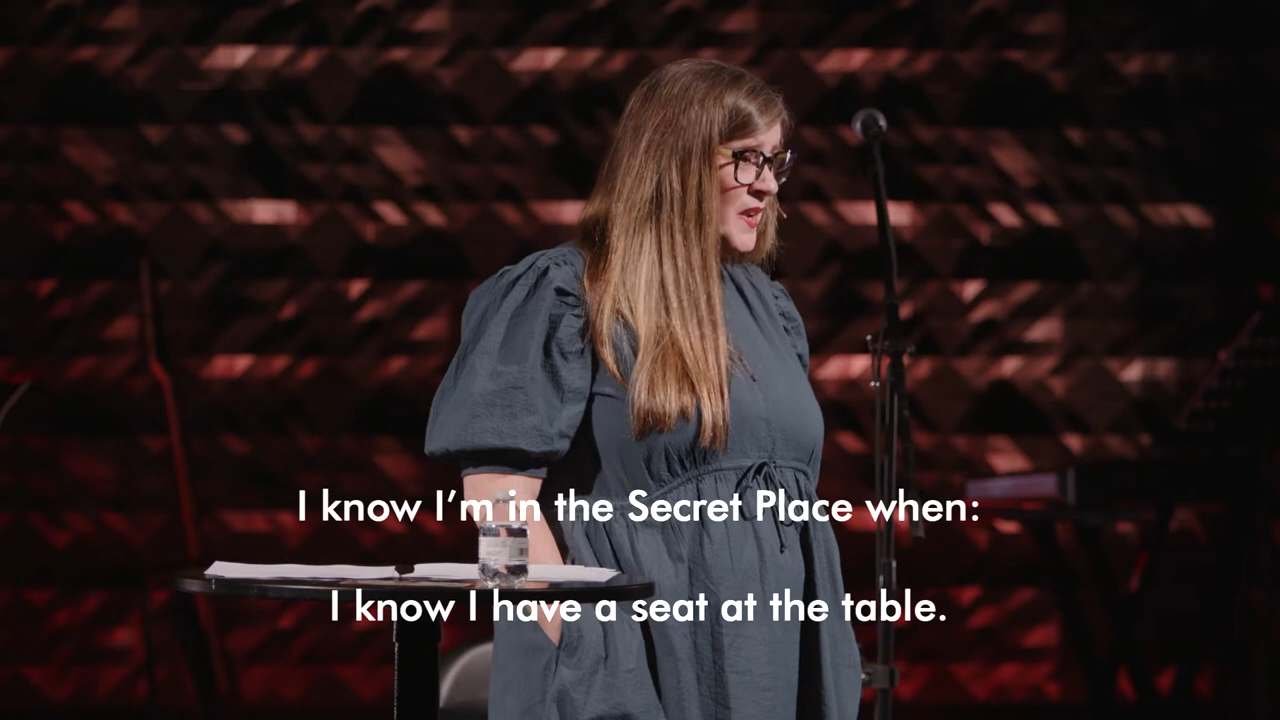 I know I’m in the Secret Place when:
I know I have a seat at the table.